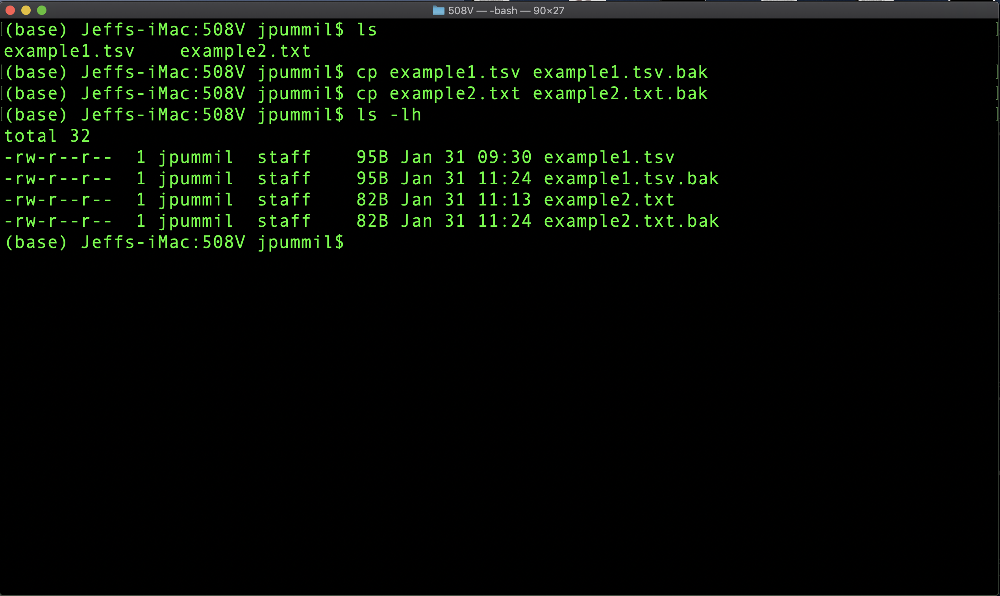 508V — -bash — 90×27
(base) Jeffs-iMac:508V jpummil$ ls
example1.tsv    example2.txt
(base) Jeffs-iMac:508V jpummil$ cp example1.tsv example1.tsv.bak
(base) Jeffs-iMac:508V jpummil$ cp example2.txt example2.txt.bak
(base) Jeffs-iMac:508V jpummil$ ls -lh
total 32
-rw-r--r--  1 jpummil  staff    95B Jan 31 09:30 example1.tsv
-rw-r--r--  1 jpummil  staff    95B Jan 31 11:24 example1.tsv.bak
-rw-r--r--  1 jpummil  staff    82B Jan 31 11:13 example2.txt
-rw-r--r--  1 jpummil  staff    82B Jan 31 11:24 example2.txt.bak
(base) Jeffs-iMac:508V jpummil$